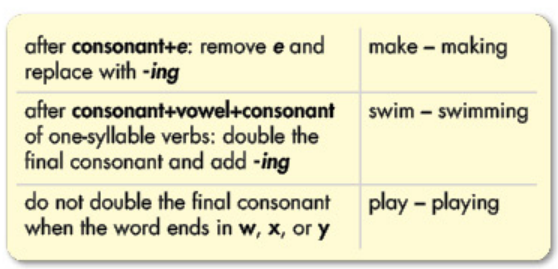 after consonant+e: remove e and
replace with -ing
make – making
after consonant+vowel+consonant
of one-syllable verbs: double the
final consonant and add -ing
swim – swimming
do not double the final consonant
when the word ends in w, x, or y
play – playing